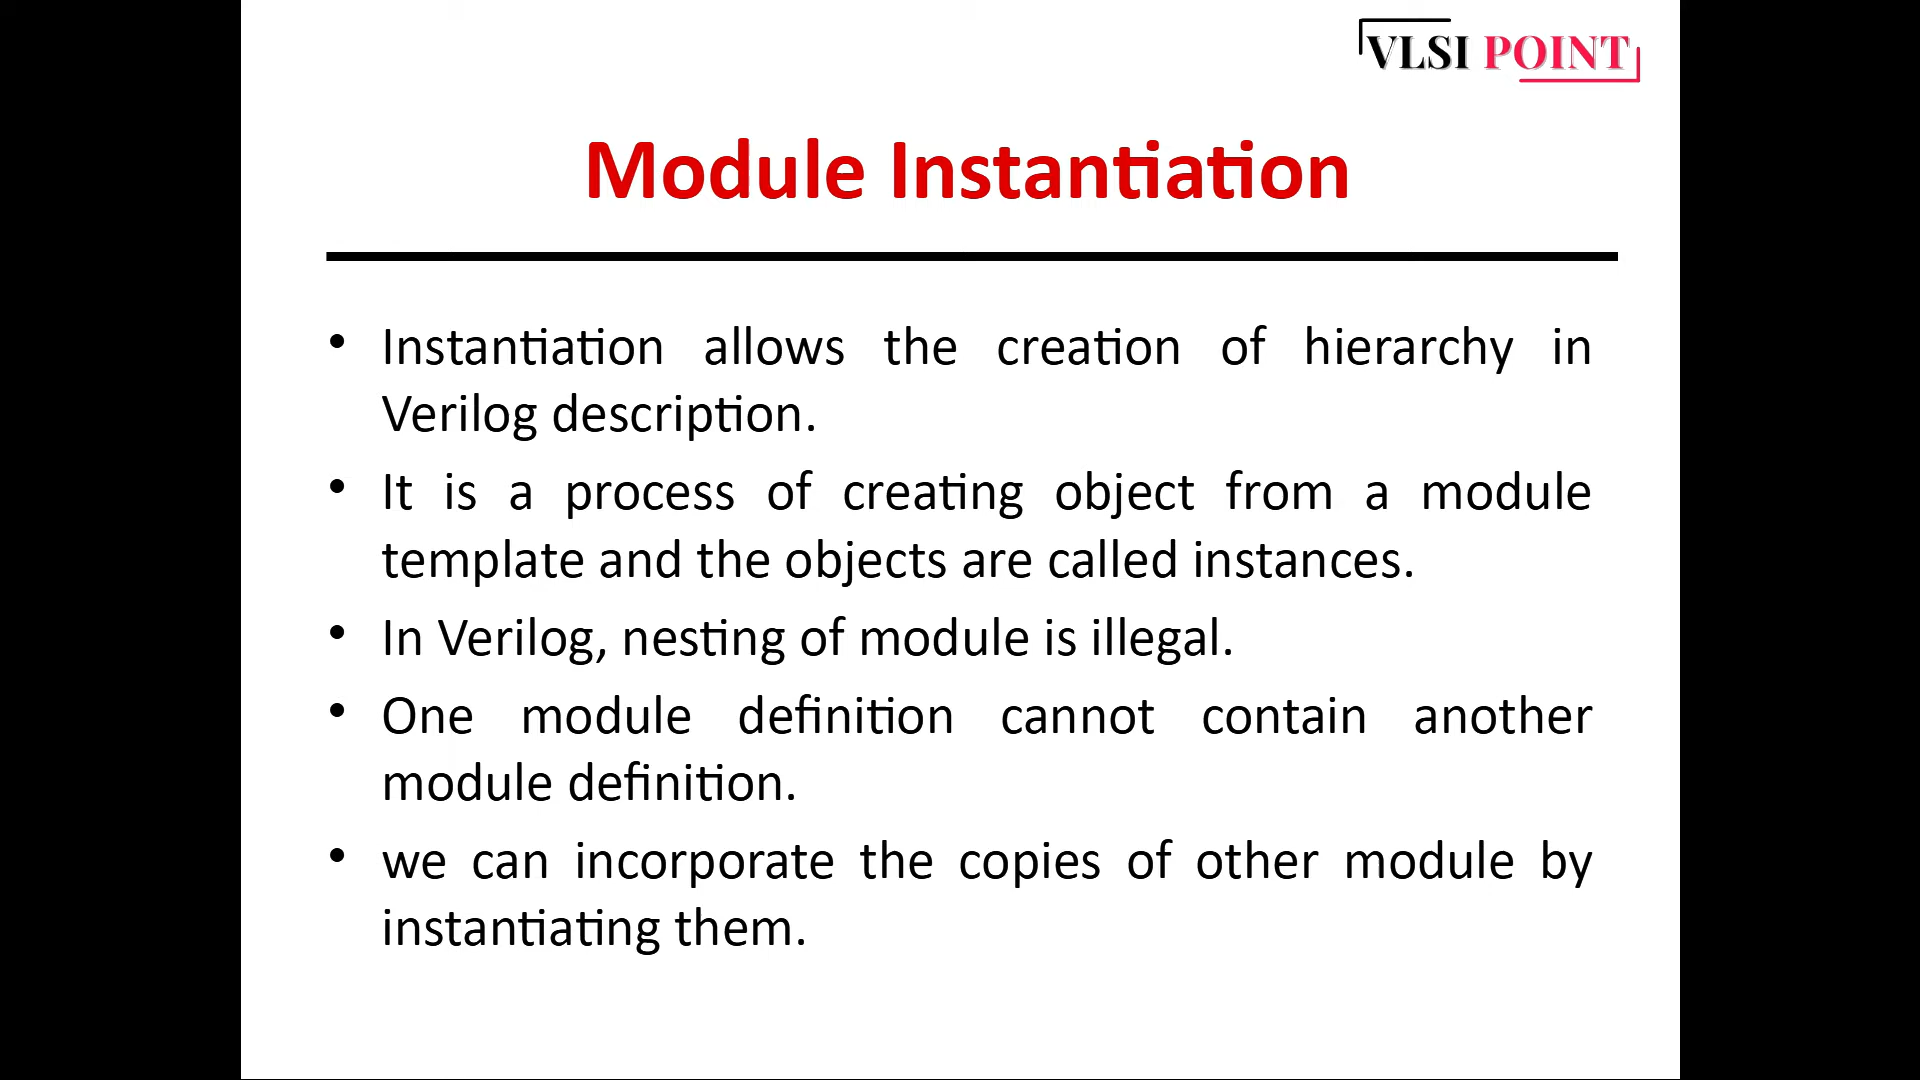 VLSI POINT
Module Instantiation
• Instantiation allows the creation of hierarchy in
Verilog description.
• It is a process of creating object from a module
template and the objects are called instances.
• In Verilog, nesting of module is illegal.
• One module definition cannot contain another
module definition.
• we can incorporate the copies of other module by
instantiating them.